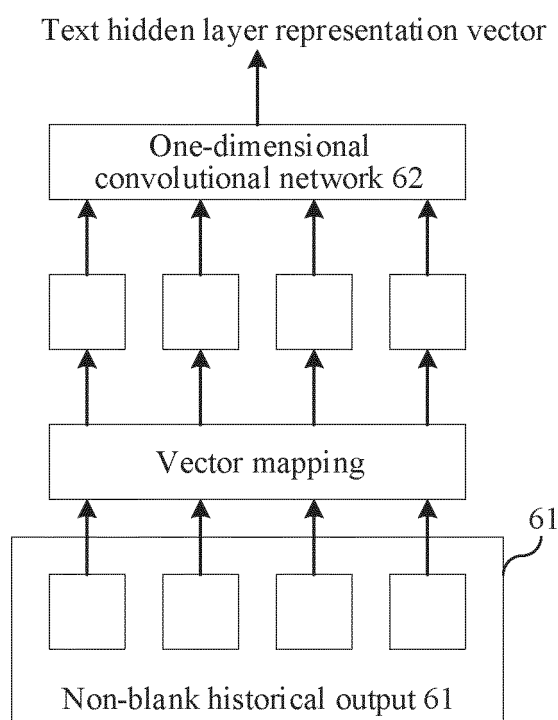 Text hidden layer representation vector
One-dimensional
convolutional network 62
Vector mapping
61
Non-blank historical output 61